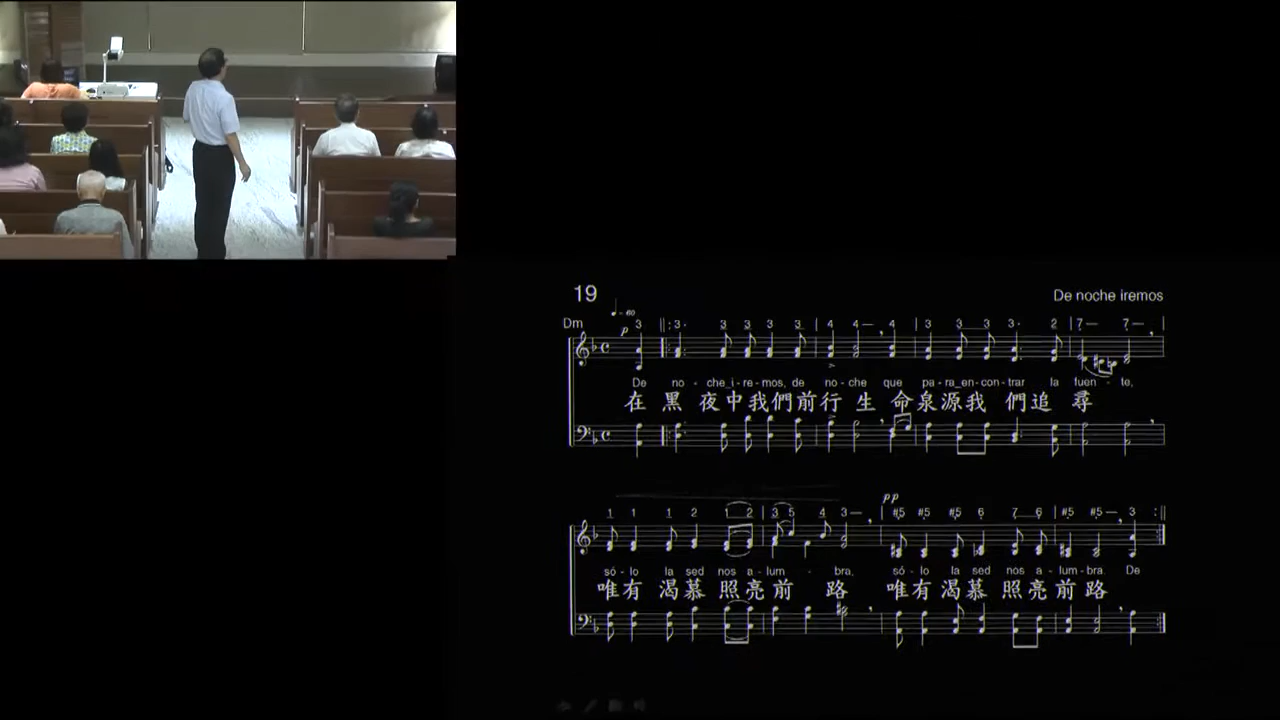 19
De noche iremos
♩ = 60
Dm p 3 3· 3 3 3 3 4 4 – 4 3 3 3 3· 2 7 – 7 –
De no - che_i - re - mos, de no - che que pa - ra_en - con - trar la fuen - te,
在黑夜中我們前行生命泉源我們追尋
pp
1 1 1 2 1 2 3 5 4 3 – #5 #5 #5 6 7 6 #5 #5 – 3
só - lo la sed nos a - lum - bra, só - lo la sed nos a - lum - bra. De
唯有渴慕照亮前路 唯有渴慕照亮前路